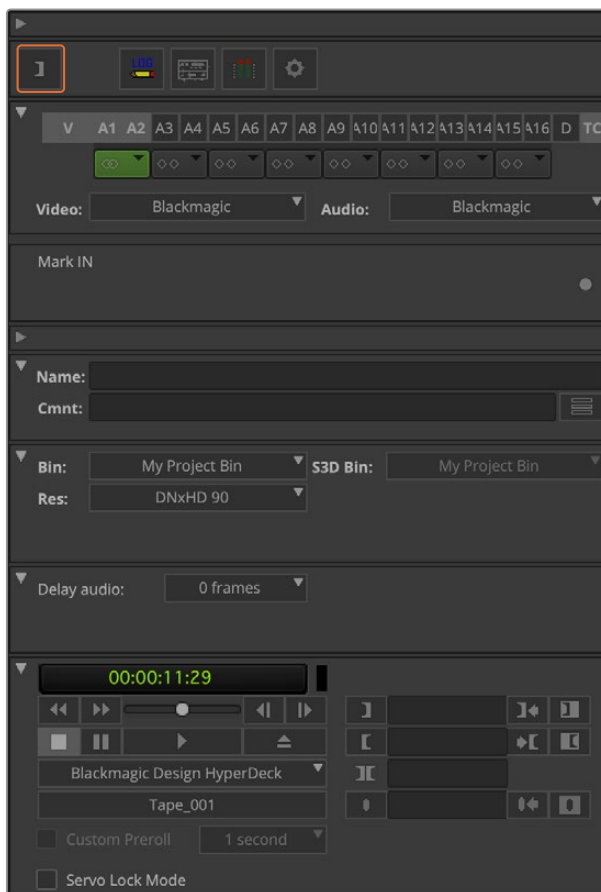 LOG
V A1 A2 A3 A4 A5 A6 A7 A8 A9 A10 A11 A12 A13 A14 A15 A16 D TC
Video: Blackmagic Audio: Blackmagic
Mark IN
Name:
Cmnt:
Bin: My Project Bin S3D Bin: My Project Bin
Res: DNxHD 90
Delay audio: 0 frames
00:00:11:29
Blackmagic Design HyperDeck
Tape_001
Custom Preroll 1 second
Servo Lock Mode